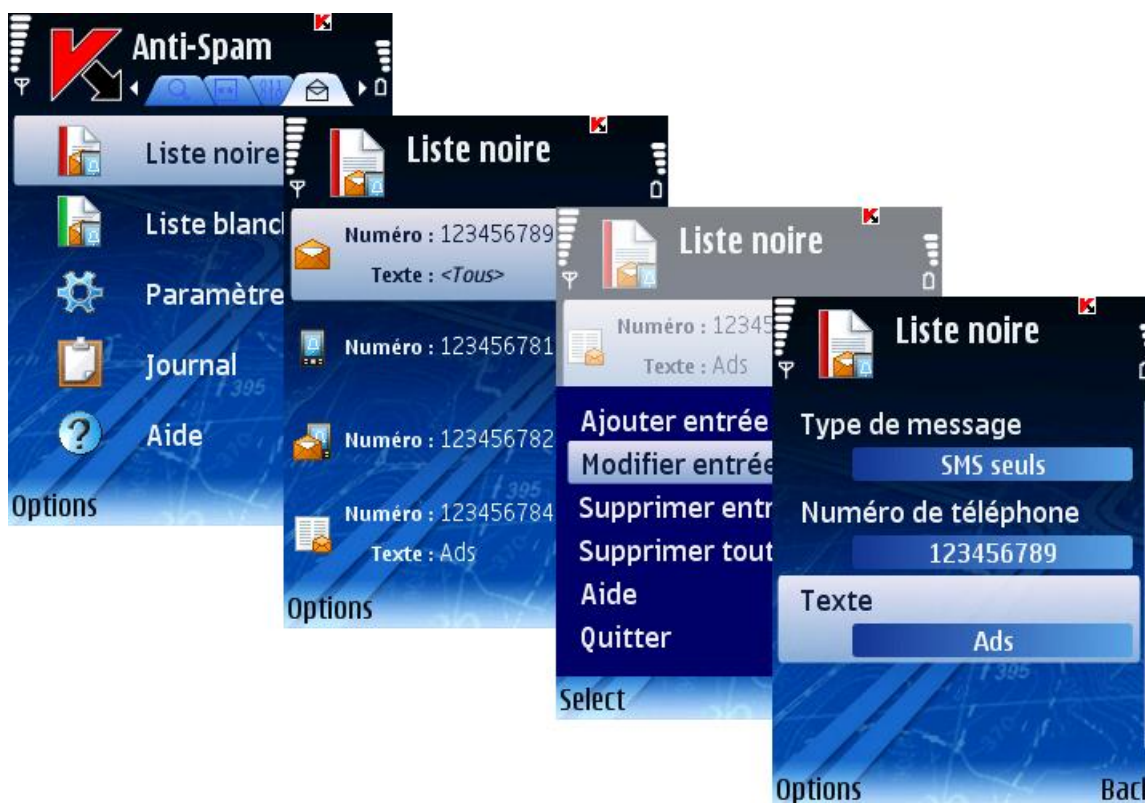 Anti-Spam
Liste noire
Liste blanc
Paramètre
Journal
Aide
Options
Liste noire
Numéro : 123456789
Texte : <Tous>
Numéro : 123456781
Numéro : 123456782
Numéro : 123456784
Texte : Ads
Options
Liste noire
Numéro : 12345
Texte : Ads
Ajouter entrée
Modifier entrée
Supprimer entr
Supprimer tout
Aide
Quitter
Select
Liste noire
Type de message
SMS seuls
Numéro de téléphone
123456789
Texte
Ads
Options
Back